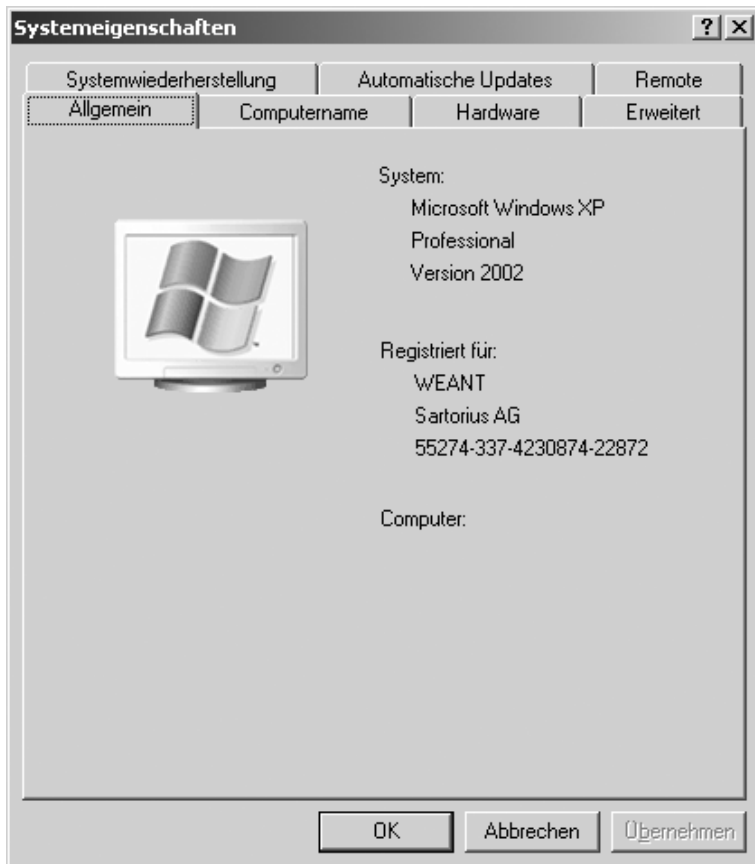 Systemeigenschaften
Systemwiederherstellung Automatische Updates Remote
Allgemein Computername Hardware Erweitert
System:
Microsoft Windows XP
Professional
Version 2002
Registriert für:
WEANT
Sartorius AG
55274-337-4230874-22872
Computer:
OK Abbrechen Übernehmen